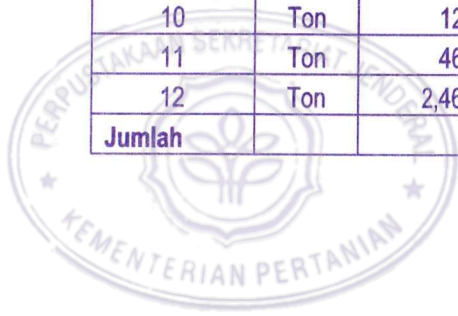 10 Ton 12
11 Ton 46
12 Ton 2,46
Jumlah
PERPUSTAKAAN SEKRETARIAT JENDERAL
KEMENTERIAN PERTANIAN